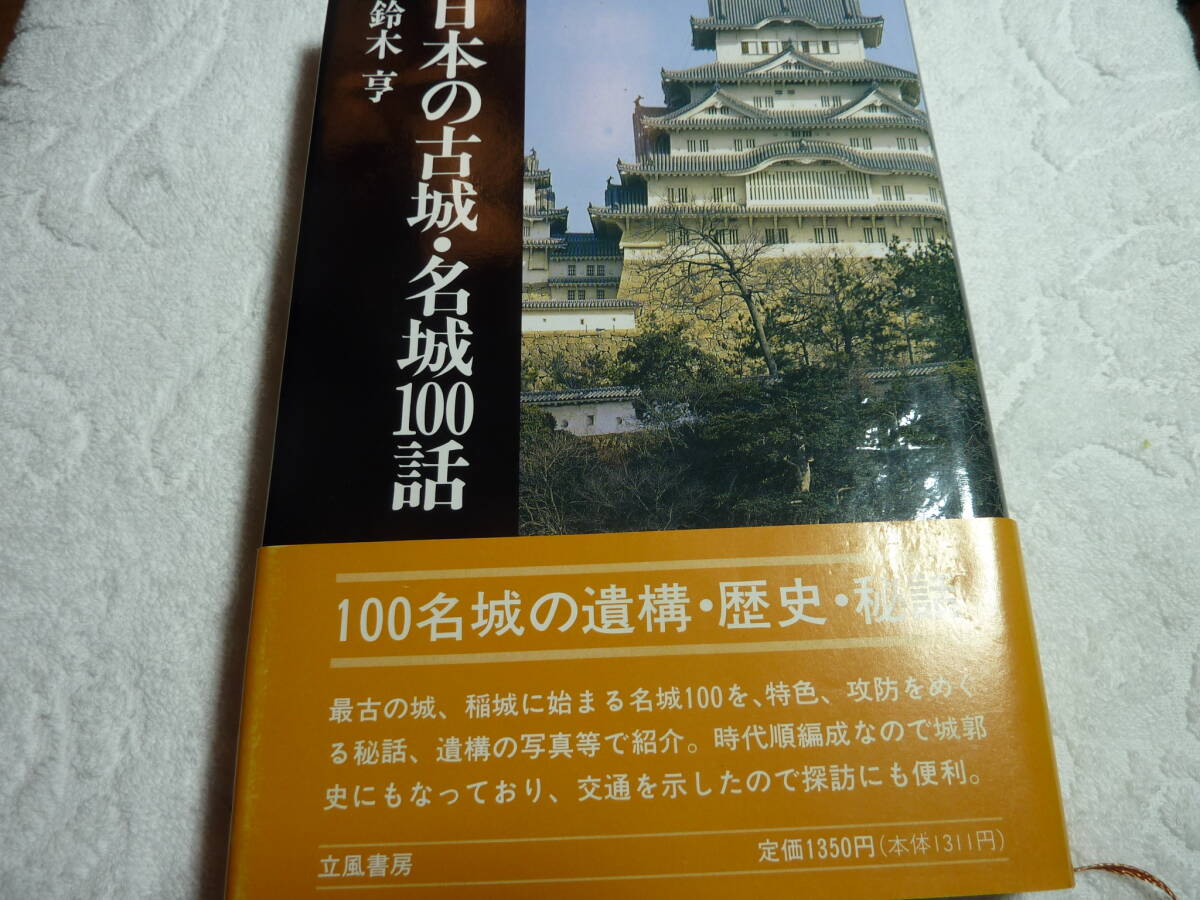 日本の古城・名城100話
鈴木 亨
100名城の遺構・歴史・秘話
最古の城、稲城に始まる名城100を、特色、攻防をめぐ
る秘話、遺構の写真等で紹介。時代順編成なので城郭
史にもなっており、交通を示したので探訪にも便利。
立風書房
定価1350円(本体1311円)